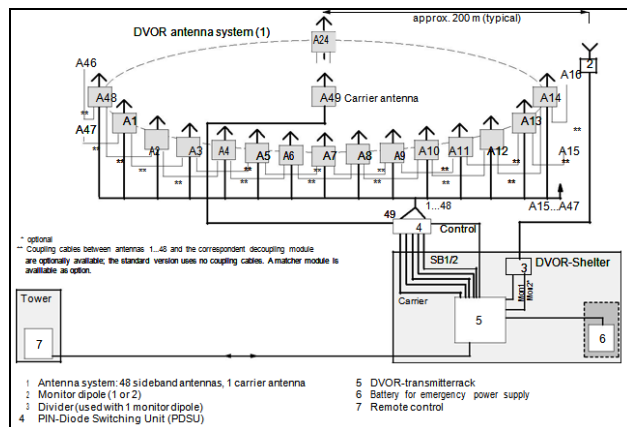 approx. 200 m (typical)
DVOR antenna system (1)
A24
A46
2
A48
A49 Carrier antenna
A14
A16
**
A1
A13
**
A47
**
A2
A3
A4
A5
A6
A7
A8
A9
A10
A11
A12
**
A15
**
**
**
**
**
**
**
**
**
**
**
1...48
A15...A47
49
4
Control
* optional
** Coupling cables between antennas 1...48 and the correspondent decoupling module
are optionally available; the standard version uses no coupling cables. A matcher module is
available as option.
SB1/2
3
DVOR-Shelter
Tower
Carrier
Mon1
Mon2*
5
7
6
1 Antenna system: 48 sideband antennas, 1 carrier antenna
2 Monitor dipole (1 or 2)
3 Divider (used with 1 monitor dipole)
4 PIN-Diode Switching Unit (PDSU)
5 DVOR-transmitterrack
6 Battery for emergency power supply
7 Remote control